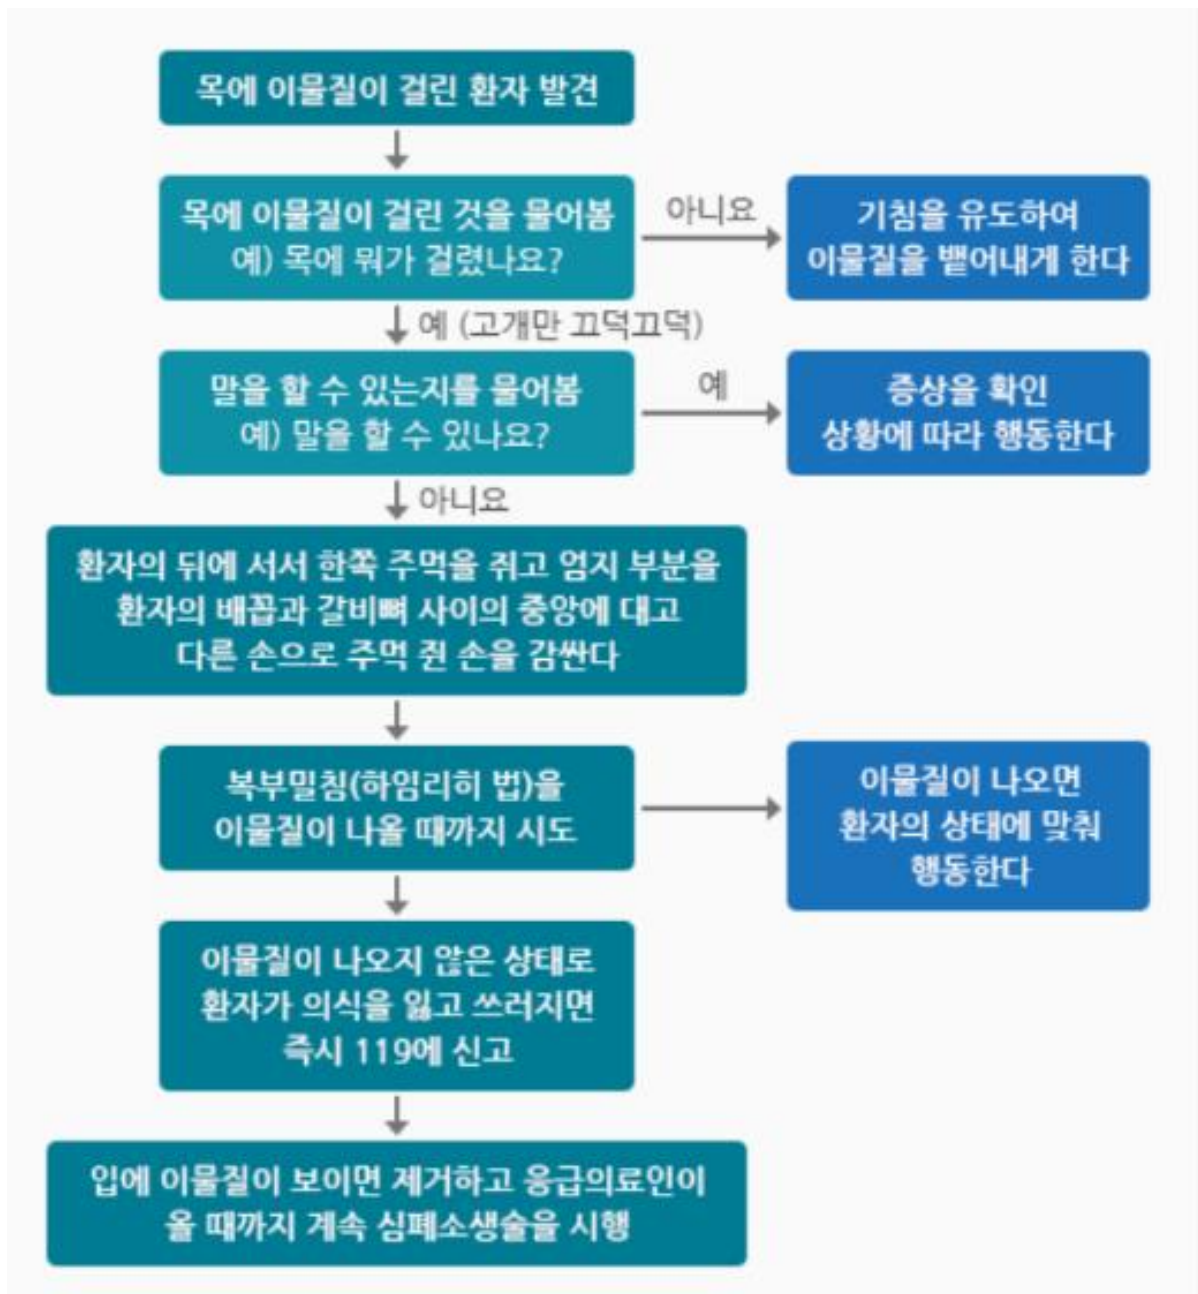 목에 이물질이 걸린 환자 발견
목에 이물질이 걸린 것을 물어봄
예) 목에 뭐가 걸렸나요?
아니요
기침을 유도하여
이물질을 뱉어내게 한다
예 (고개만 끄덕끄덕)
말을 할 수 있는지를 물어봄
예) 말을 할 수 있나요?
예
증상을 확인
상황에 따라 행동한다
아니요
환자의 뒤에 서서 한쪽 주먹을 쥐고 엄지 부분을
환자의 배꼽과 갈비뼈 사이의 중앙에 대고
다른 손으로 주먹 쥔 손을 감싼다
복부밀침(하임리히 법)을
이물질이 나올 때까지 시도
이물질이 나오면
환자의 상태에 맞춰
행동한다
이물질이 나오지 않은 상태로
환자가 의식을 잃고 쓰러지면
즉시 119에 신고
입에 이물질이 보이면 제거하고 응급의료인이
올 때까지 계속 심폐소생술을 시행